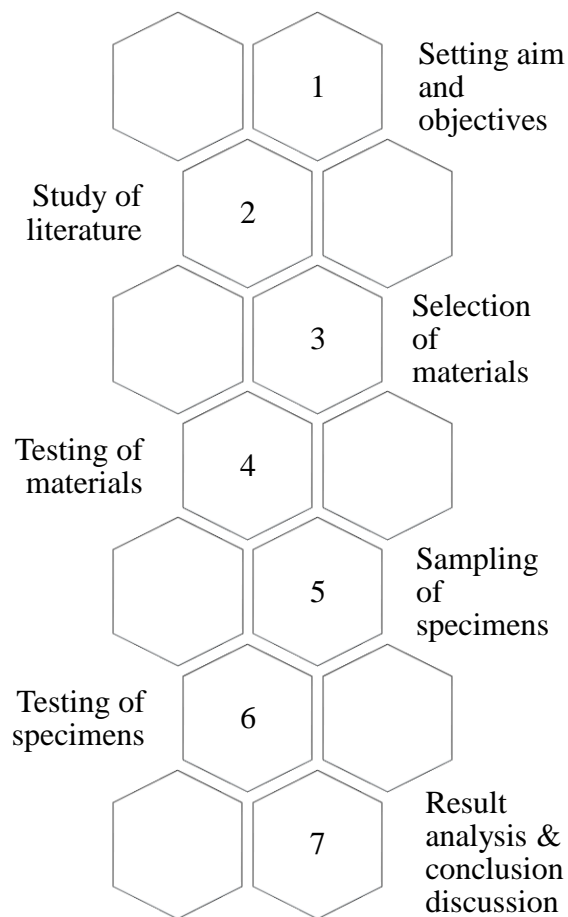 1
Setting aim
and
objectives
Study of
literature
2
3
Selection
of
materials
Testing of
materials
4
5
Sampling
of
specimens
Testing of
specimens
6
7
Result
analysis &
conclusion
discussion